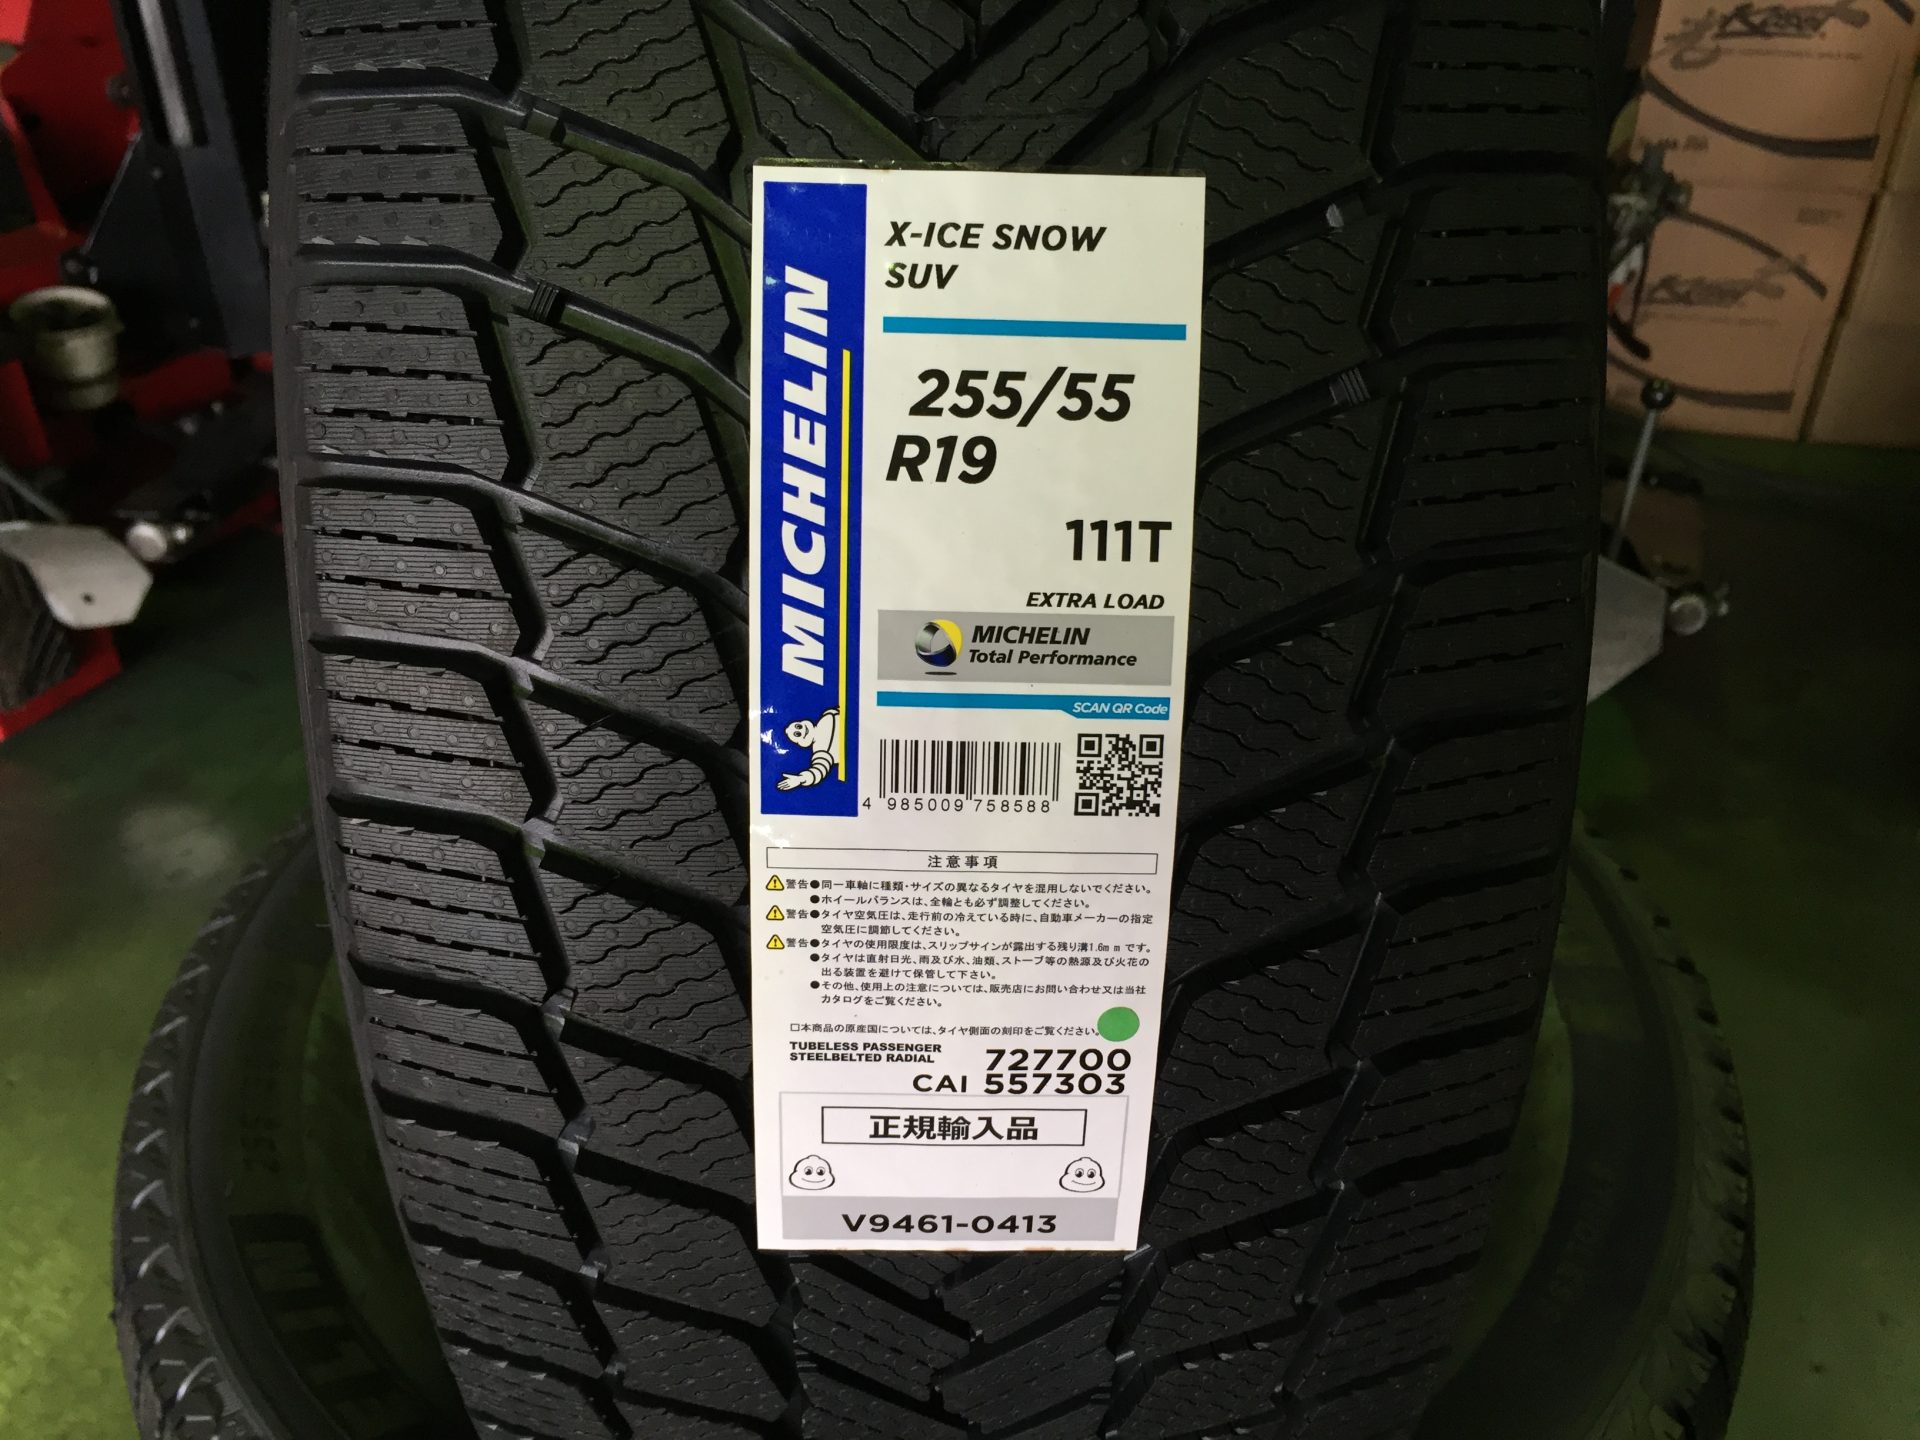 MICHELIN
X-ICE SNOW
SUV
255/55
R19
111T
EXTRA LOAD
MICHELIN
Total Performance
SCAN QR Code
4 985009 758588
注意事項
警告●同一車軸に種類・サイズの異なるタイヤを混用しないでください。
●ホイールバランスは、全輪とも必ず調整してください。
警告●タイヤ空気圧は、走行前の冷えている時に、自動車メーカーの指定
空気圧に調節してください。
警告●タイヤの使用限度は、スリップサインが露出する残り溝1.6mmです。
●タイヤは直射日光、雨及び水、油類、ストーブ等の熱源及び火花の
出る装置を避けて保管して下さい。
●その他、使用上の注意については、販売店にお問い合わせ又は当社
カタログをご覧ください。
□本商品の原産国については、タイヤ側面の刻印をご覧ください。
TUBELESS PASSENGER
STEELBELTED RADIAL
727700
CAI 557303
正規輸入品
V9461-0413